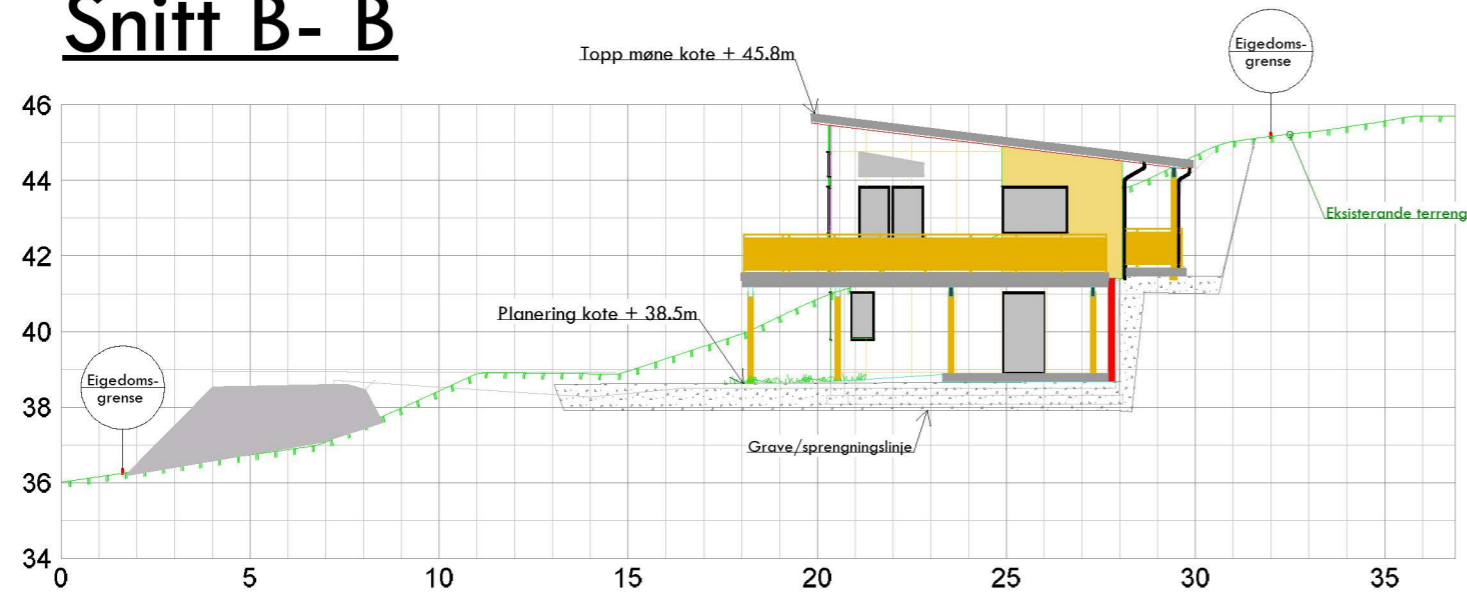 Snitt B- B
Topp møne kote + 45.8m
Eigedoms-
grense
46
44
42
40
38
36
34
Eksisterande terreng
Planering kote + 38.5m
Eigedoms-
grense
Grave/sprengningslinje
0
5
10
15
20
25
30
35